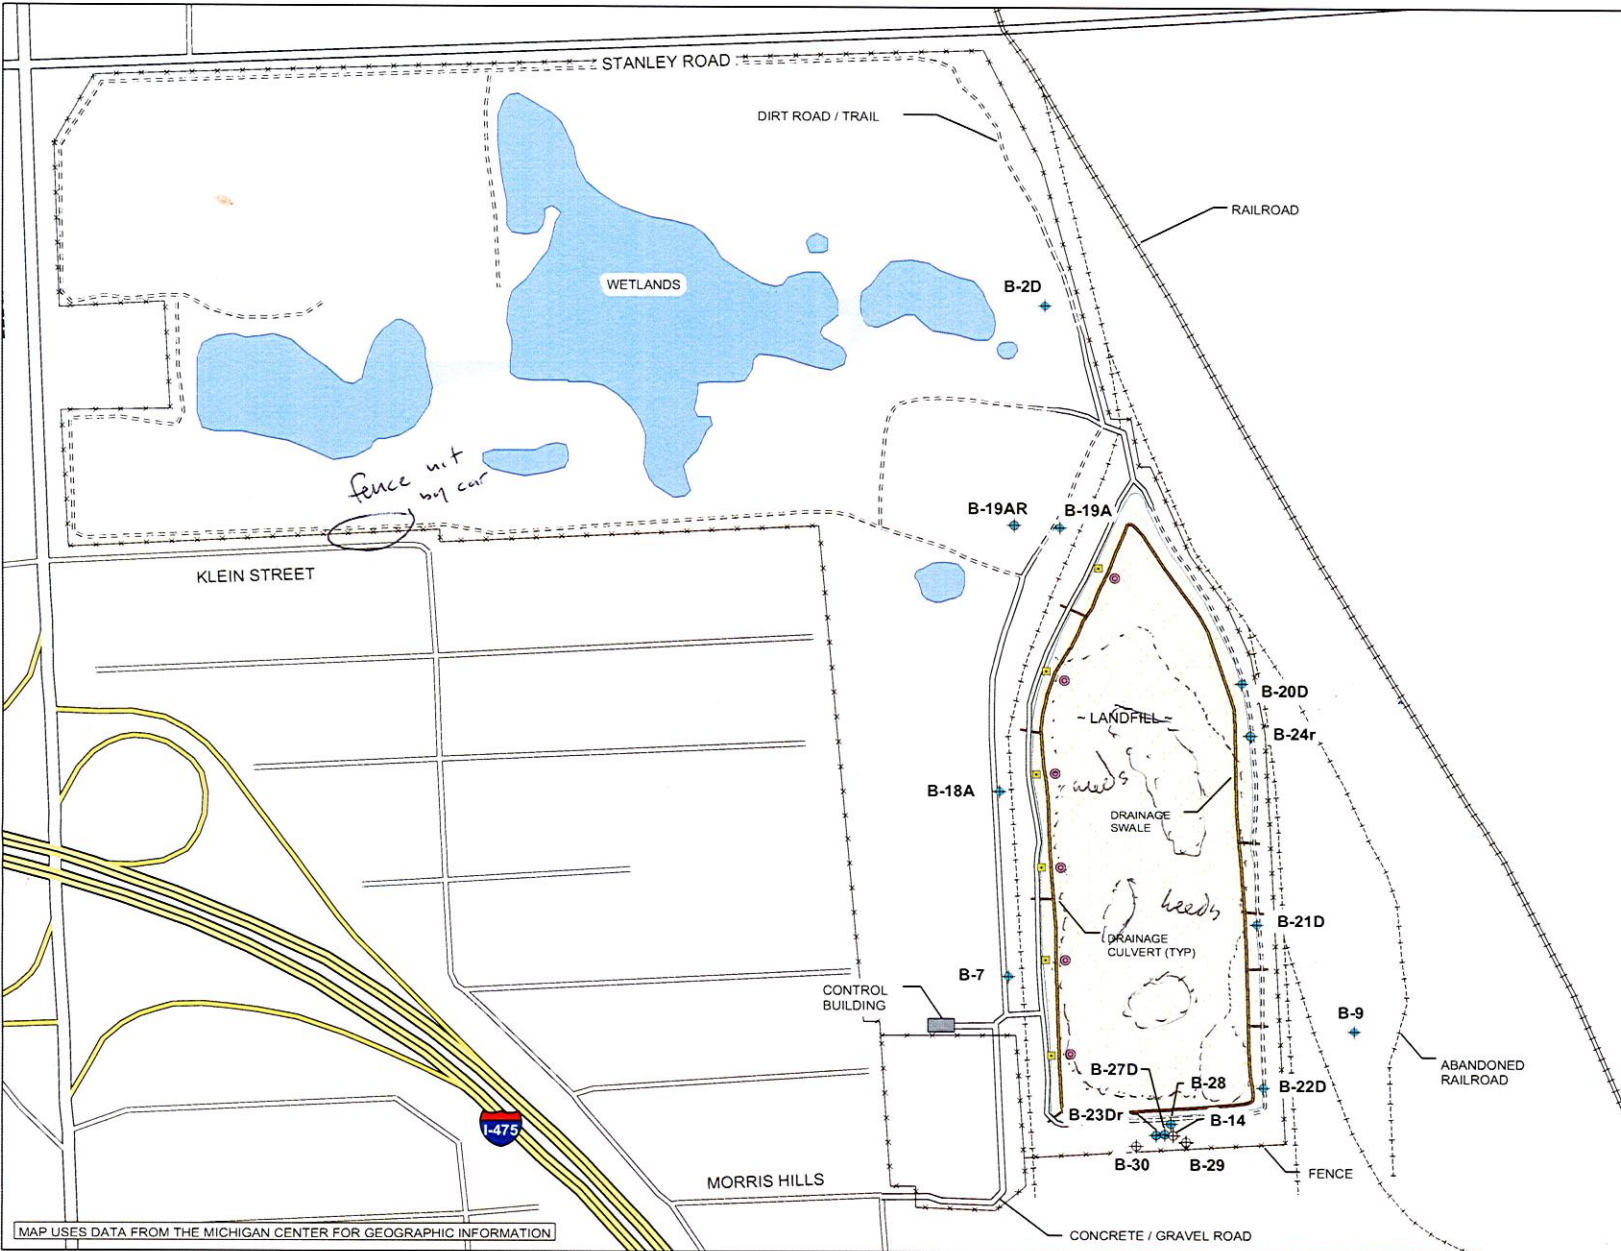 STANLEY ROAD
DIRT ROAD / TRAIL
RAILROAD
WETLANDS
B-2D
fence hit
by car
B-19AR
B-19A
KLEIN STREET
B-20D
~ LANDFILL ~
B-24r
weeds
B-18A
DRAINAGE
SWALE
weeds
B-21D
DRAINAGE
CULVERT (TYP)
B-7
CONTROL
BUILDING
B-9
ABANDONED
RAILROAD
B-27D
B-28
B-22D
B-23Dr
B-14
I-475
B-30
B-29
FENCE
MORRIS HILLS
MAP USES DATA FROM THE MICHIGAN CENTER FOR GEOGRAPHIC INFORMATION
CONCRETE / GRAVEL ROAD